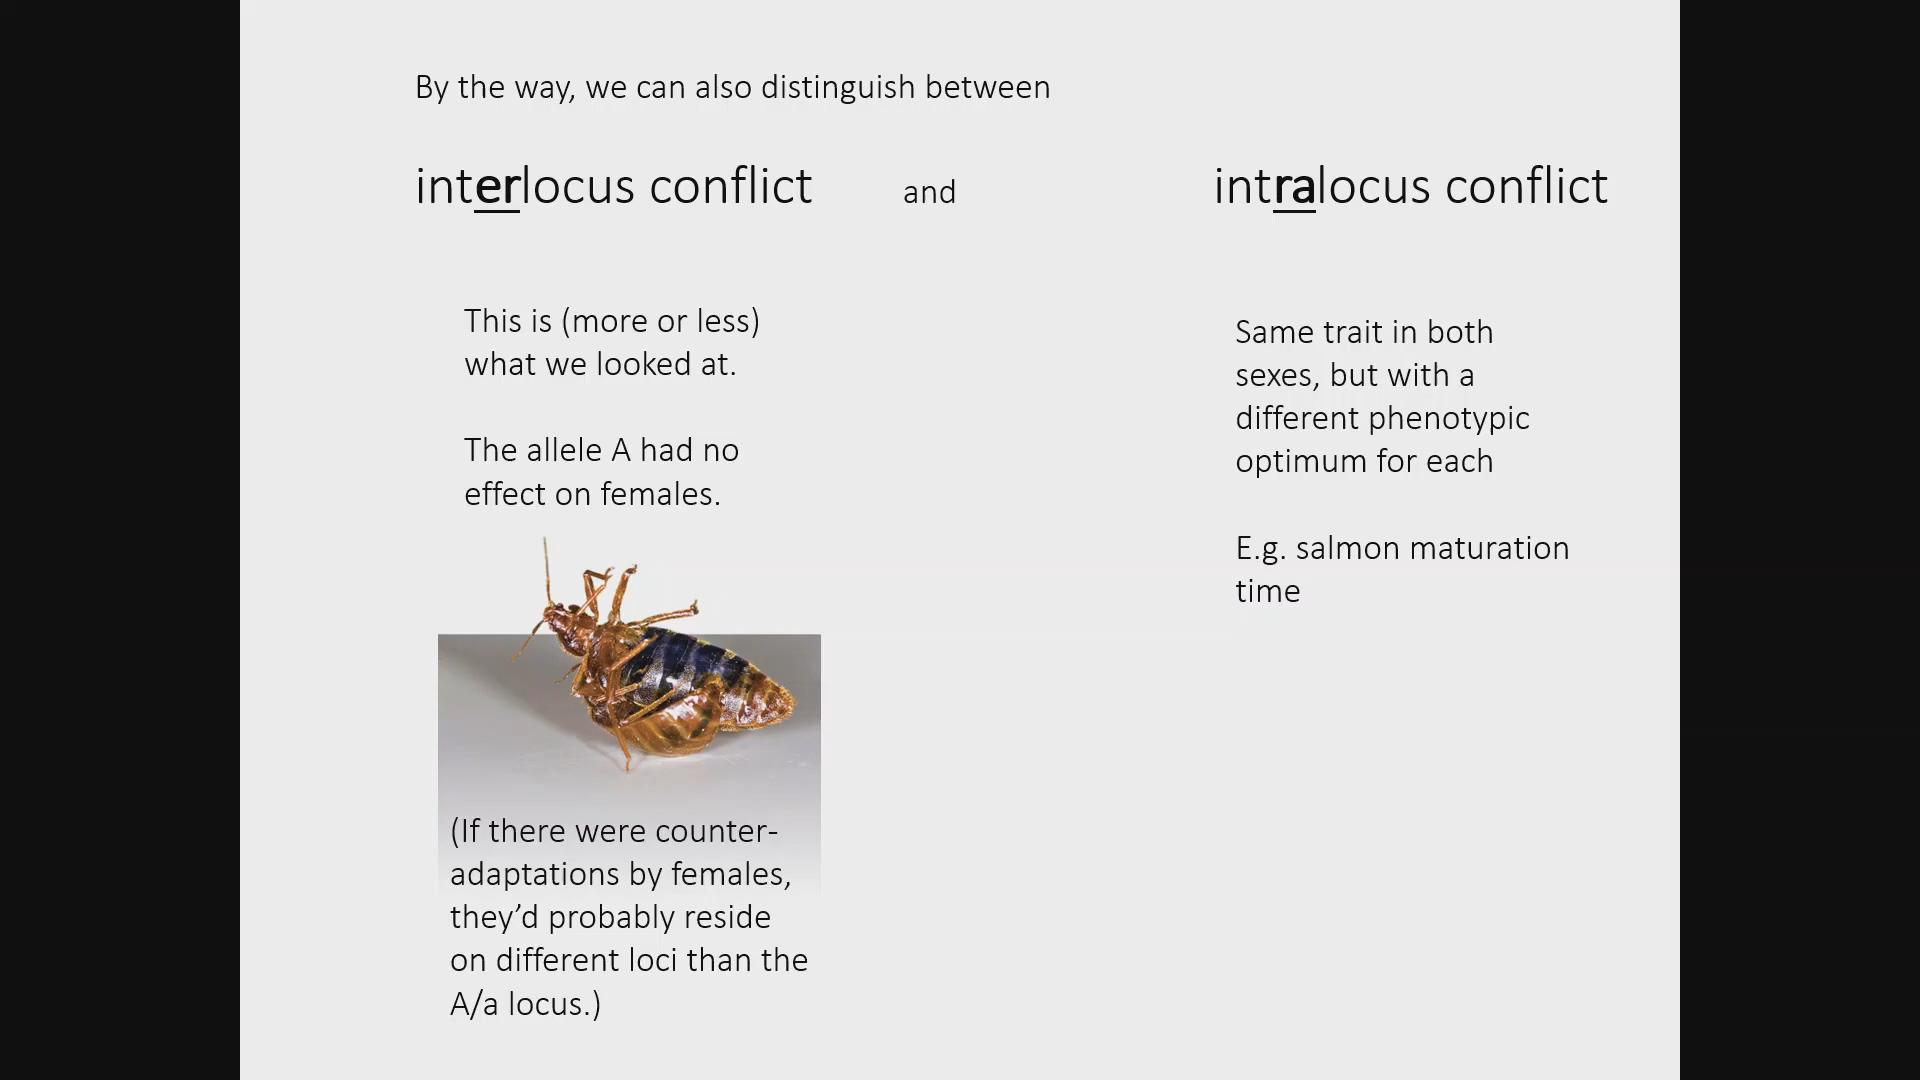 By the way, we can also distinguish between
interlocus conflict and intralocus conflict
This is (more or less)
what we looked at.
The allele A had no
effect on females.
(If there were counter-
adaptations by females,
they’d probably reside
on different loci than the
A/a locus.)
Same trait in both
sexes, but with a
different phenotypic
optimum for each
E.g. salmon maturation
time